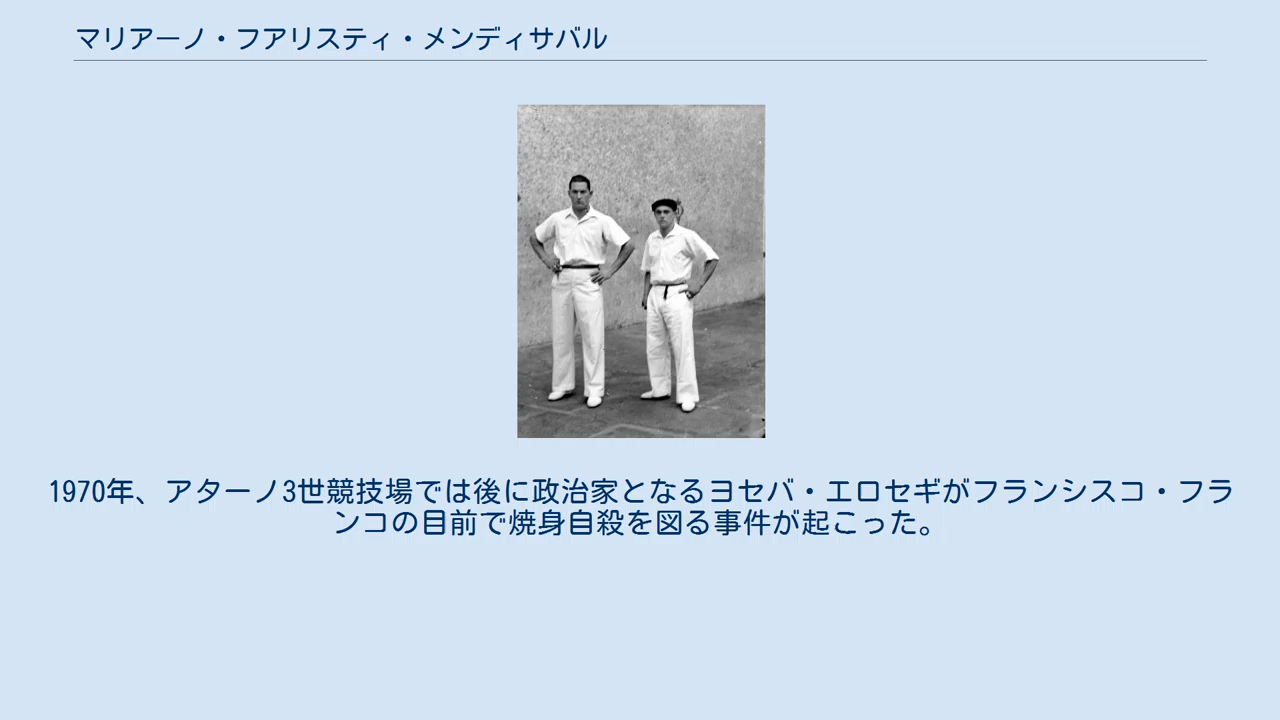 マリアーノ・フアリスティ・メンディサバル
1970年、アターノ3世競技場では後に政治家となるヨセバ・エロセギがフランシスコ・フラ
ンコの目前で焼身自殺を図る事件が起こった。